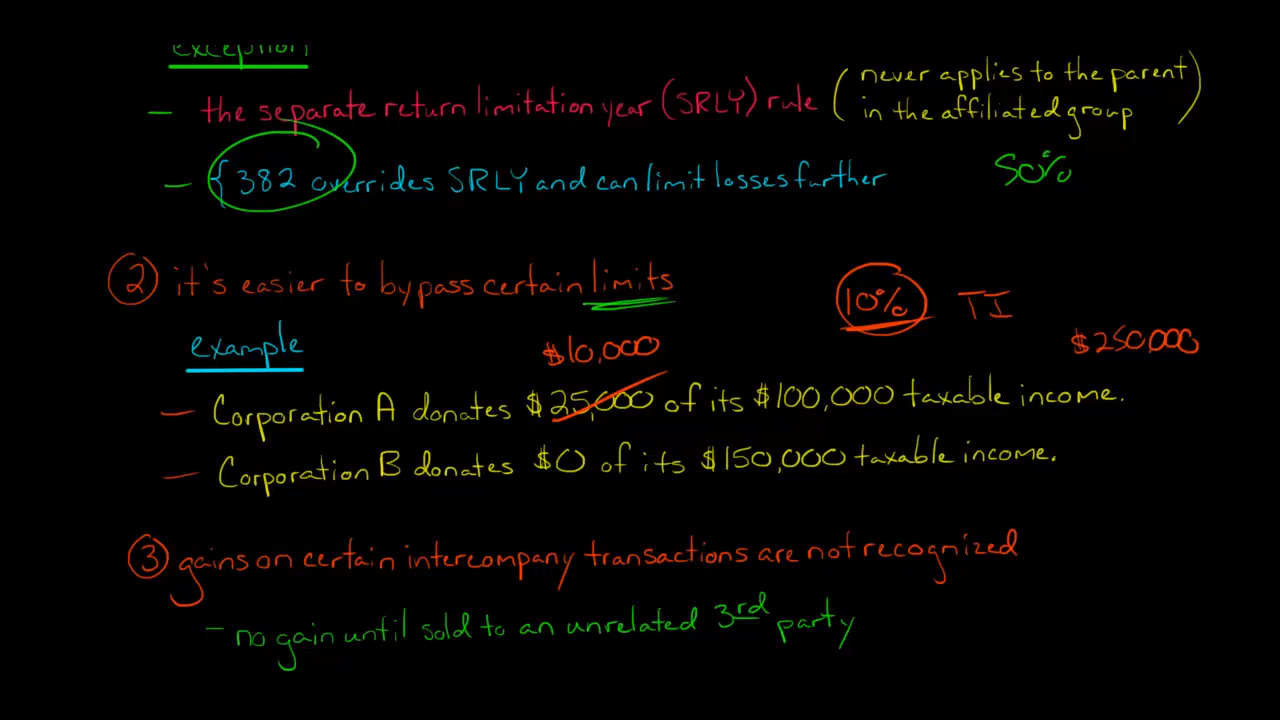 exception
- the separate return limitation year (SRLY) rule (never applies to the parent
in the affiliated group)
- {382 overrides SRLY and can limit losses further
50%
② it's easier to bypass certain limits
10% TI
$250,000
example
$10,000
- Corporation A donates $25,000 of its $100,000 taxable income.
- Corporation B donates $0 of its $150,000 taxable income.
③ gains on certain intercompany transactions are not recognized
- no gain until sold to an unrelated 3rd party